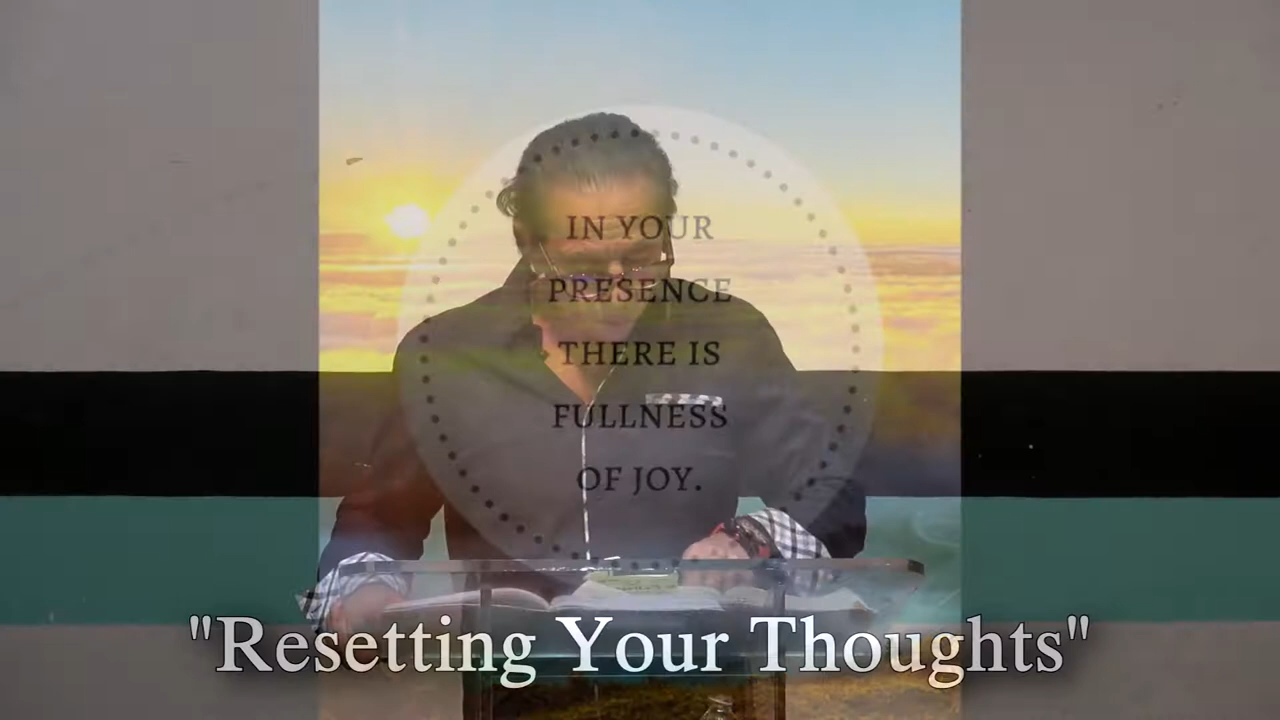 IN YOUR
PRESENCE
THERE IS
FULLNESS
OF JOY.
"Resetting Your Thoughts"